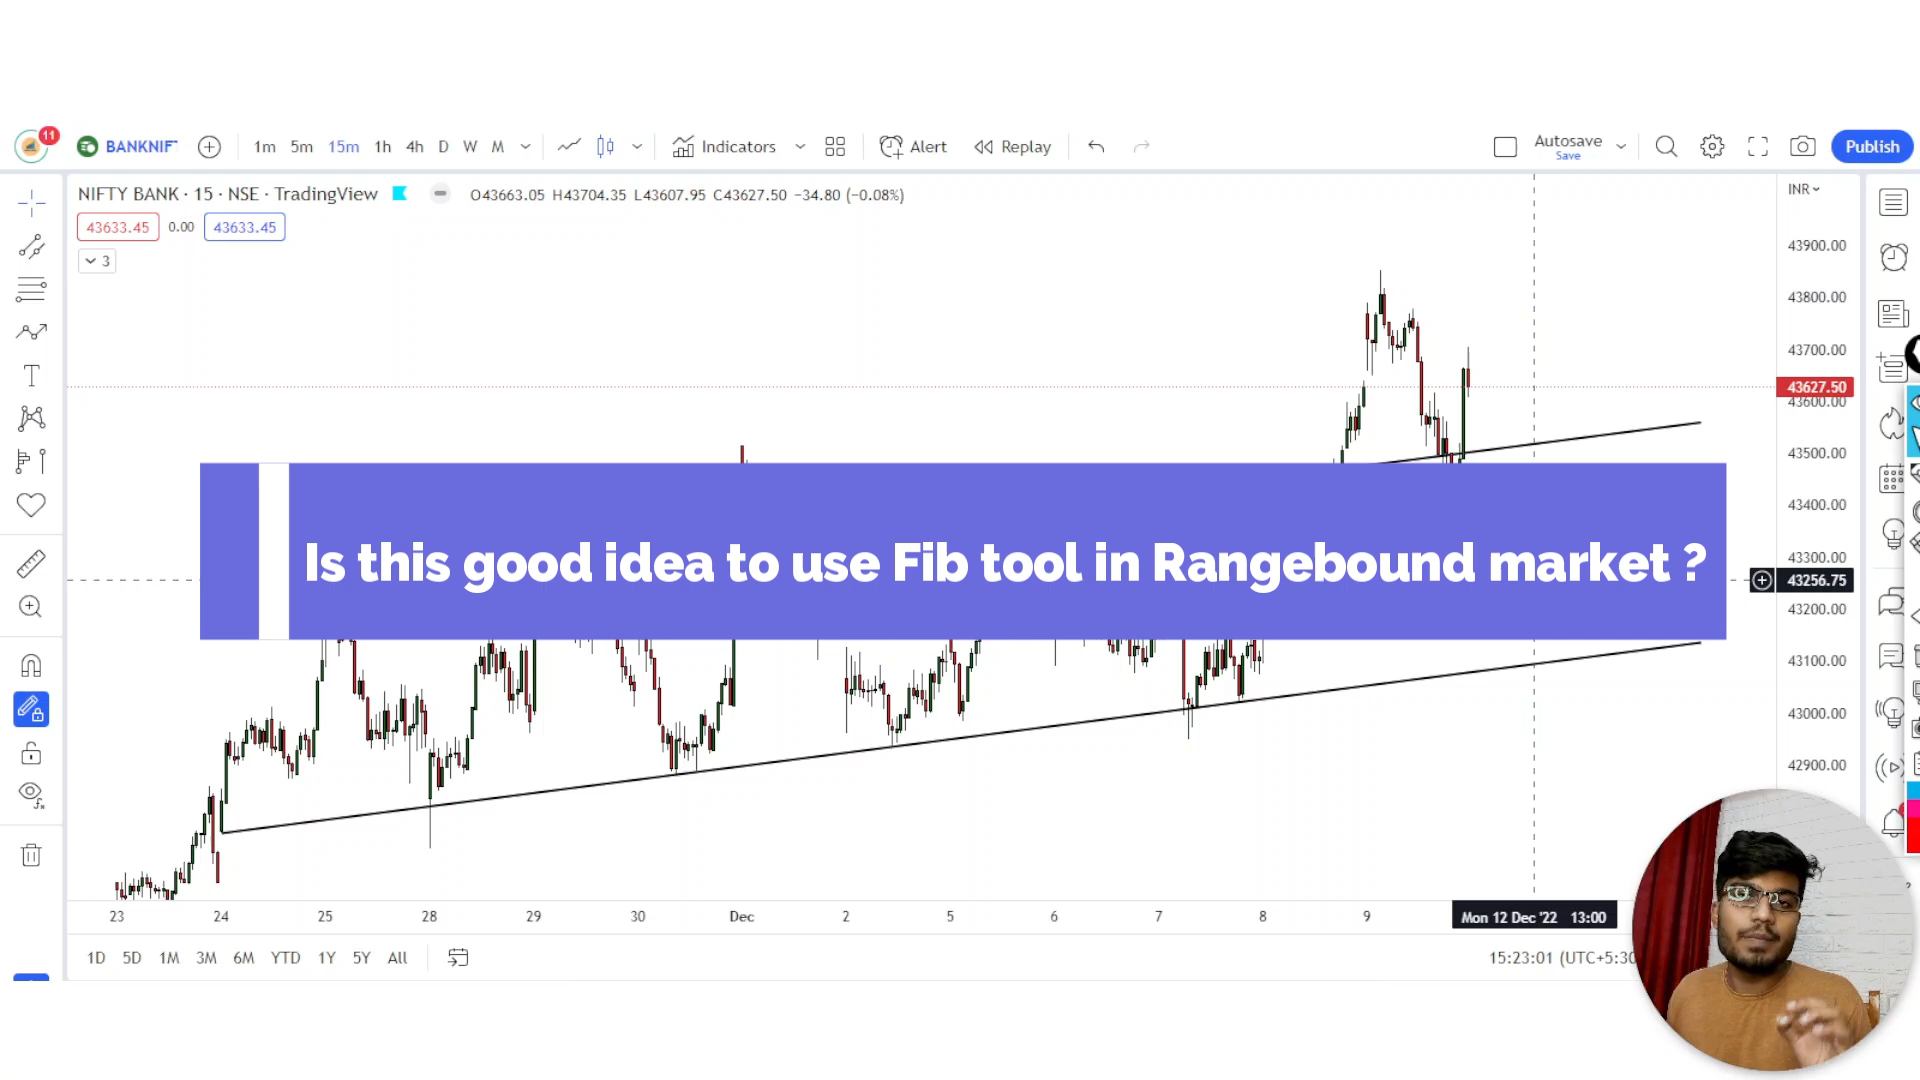 11
BANKNIF
1m 5m 15m 1h 4h D W M
Indicators
Alert
Replay
Autosave
Save
Publish
NIFTY BANK · 15 · NSE · TradingView
O43663.05 H43704.35 L43607.95 C43627.50 −34.80 (−0.08%)
INR
43633.45 0.00 43633.45
3
43900.00
43800.00
43700.00
43627.50
43600.00
43500.00
43400.00
43300.00
43256.75
43200.00
43100.00
43000.00
42900.00
Is this good idea to use Fib tool in Rangebound market ?
23 24 25 28 29 30 Dec 2 5 6 7 8 9 Mon 12 Dec '22 13:00
1D 5D 1M 3M 6M YTD 1Y 5Y All
15:23:01 (UTC+5:30